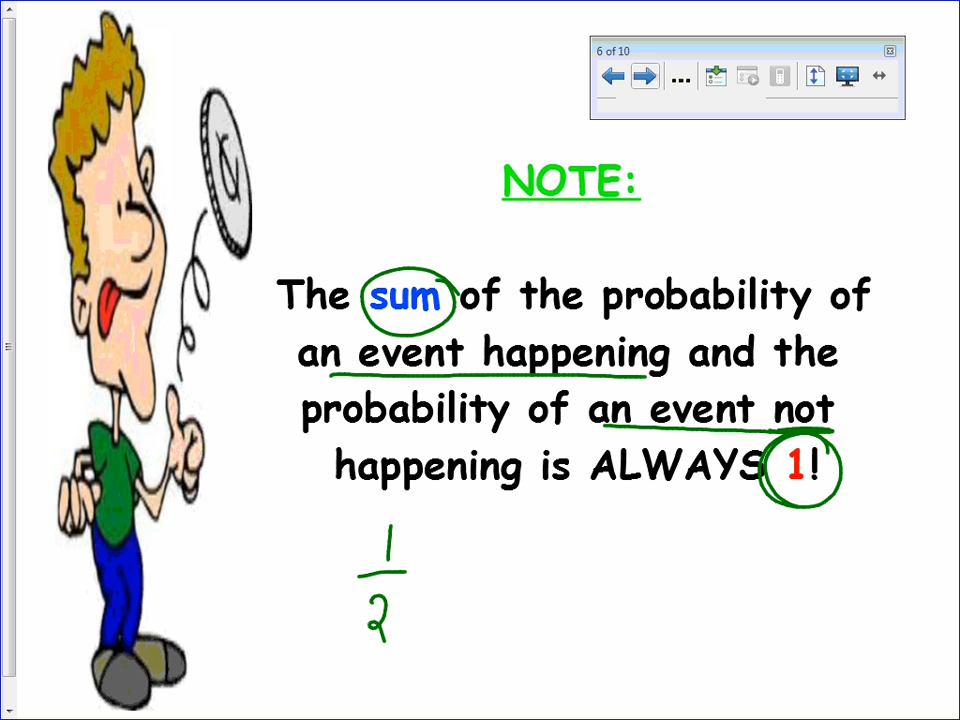 6 of 10
NOTE:
The sum of the probability of
an event happening and the
probability of an event not
happening is ALWAYS 1!
1
2